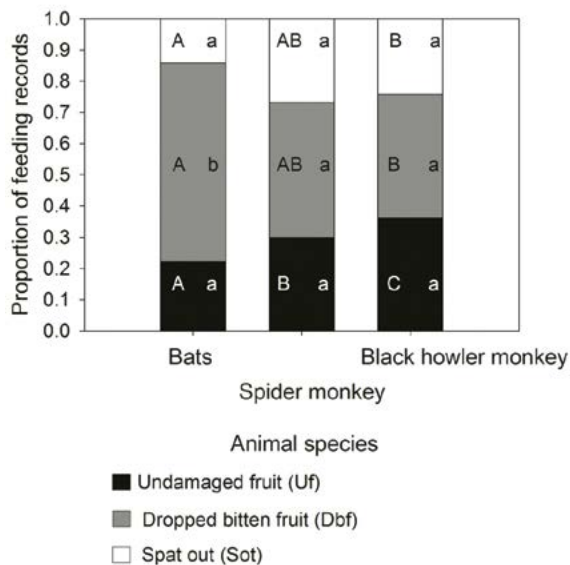 Proportion of feeding records
1.0
0.9
0.8
0.7
0.6
0.5
0.4
0.3
0.2
0.1
0.0
A a AB a B a
A b AB a B a
A a B a C a
Bats Black howler monkey
Spider monkey
Animal species
Undamaged fruit (Uf)
Dropped bitten fruit (Dbf)
Spat out (Sot)